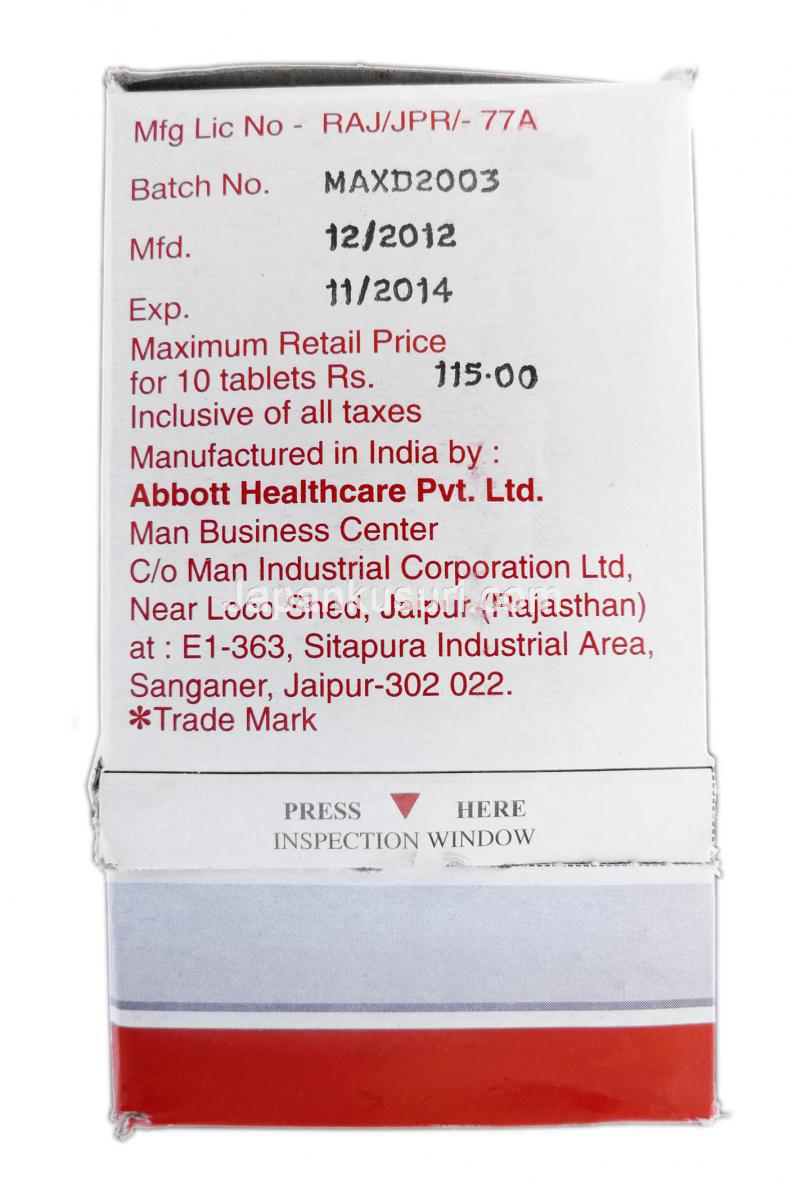 Mfg Lic No - RAJ/JPR/- 77A
Batch No. MAXD2003
Mfd. 12/2012
Exp. 11/2014
Maximum Retail Price
for 10 tablets Rs. 115.00
Inclusive of all taxes
Manufactured in India by :
Abbott Healthcare Pvt. Ltd.
Man Business Center
C/o Man Industrial Corporation Ltd,
Japankusuri.com
Near Loco Shed, Jaipur (Rajasthan)
at : E1-363, Sitapura Industrial Area,
Sanganer, Jaipur-302 022.
*Trade Mark
PRESS HERE
INSPECTION WINDOW